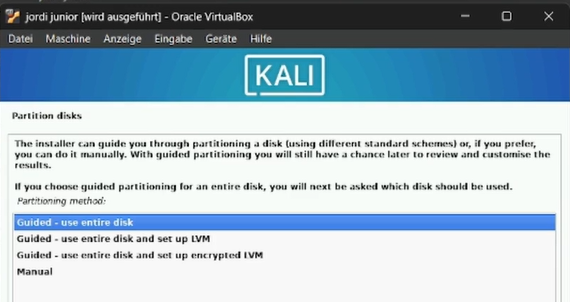 jordi junior [wird ausgeführt] - Oracle VirtualBox
Datei Maschine Anzeige Eingabe Geräte Hilfe
KALI
Partition disks
The installer can guide you through partitioning a disk (using different standard schemes) or, if you prefer,
you can do it manually. With guided partitioning you will still have a chance later to review and customise the
results.
If you choose guided partitioning for an entire disk, you will next be asked which disk should be used.
Partitioning method:
Guided - use entire disk
Guided - use entire disk and set up LVM
Guided - use entire disk and set up encrypted LVM
Manual